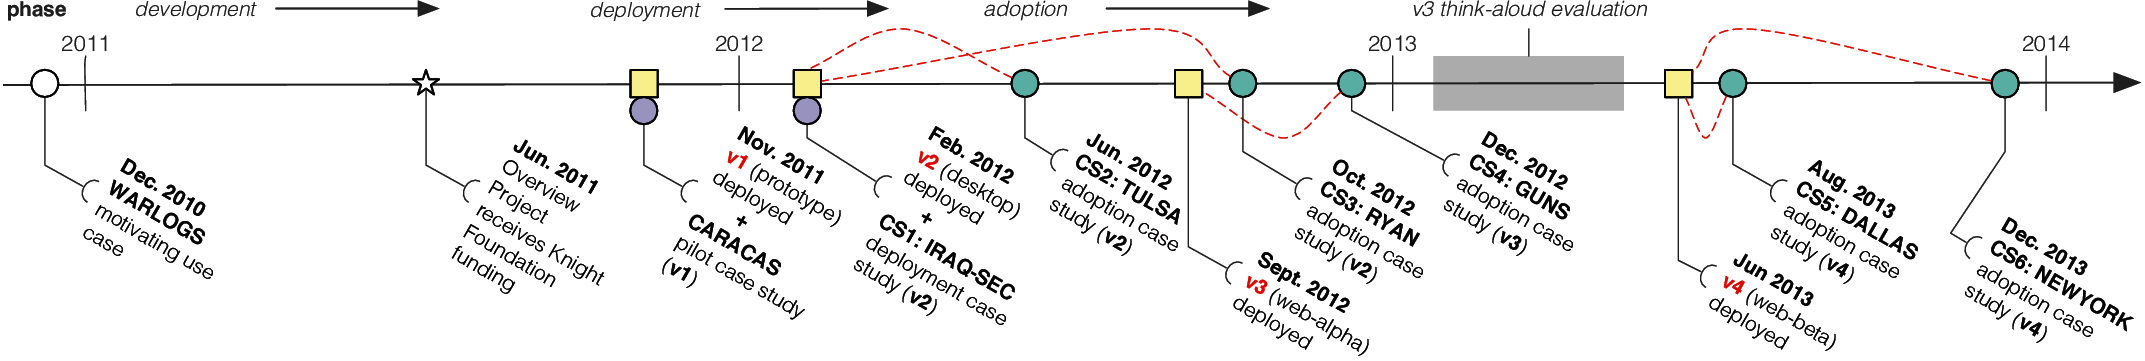 phase development deployment adoption v3 think-aloud evaluation
2011 2012 2013 2014
Dec. 2010
WARLOGS
motivating use
case
Jun. 2011
Overview
Project
receives Knight
Foundation
funding
Nov. 2011
v1 (prototype)
deployed
+
CARACAS
pilot case study
(v1)
Feb. 2012
v2 (desktop)
deployed
+
CS1: IRAQ-SEC
deployment case
study (v2)
Jun. 2012
CS2: TULSA
adoption case
study (v2)
Sept. 2012
v3 (web-alpha)
deployed
Oct. 2012
CS3: RYAN
adoption case
study (v2)
Dec. 2012
CS4: GUNS
adoption case
study (v3)
Jun 2013
v4 (web-beta)
deployed
Aug. 2013
CS5: DALLAS
adoption case
study (v4)
Dec. 2013
CS6: NEWYORK
adoption case
study (v4)